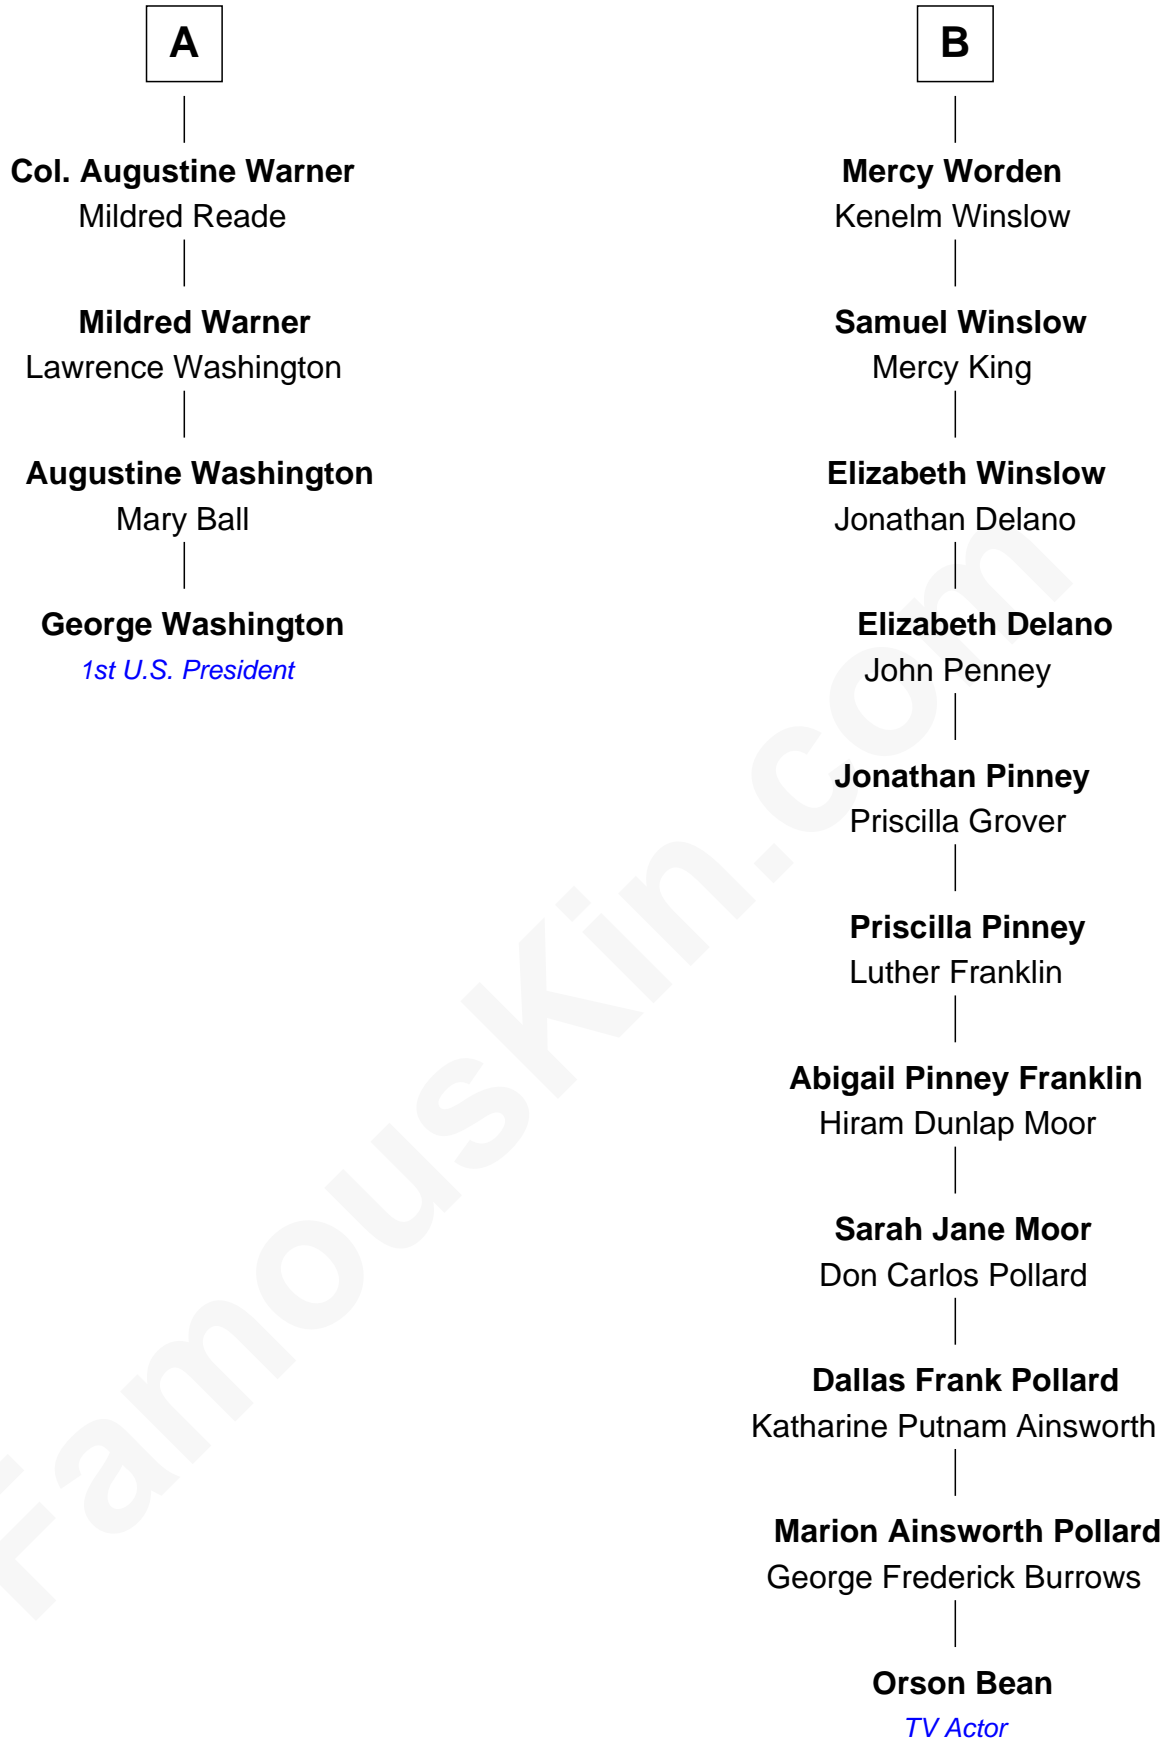 A
Col. Augustine Warner
Mildred Reade
Mildred Warner
Lawrence Washington
Augustine Washington
Mary Ball
George Washington
1st U.S. President
B
Mercy Worden
Kenelm Winslow
Samuel Winslow
Mercy King
Elizabeth Winslow
Jonathan Delano
Elizabeth Delano
John Penney
Jonathan Pinney
Priscilla Grover
Priscilla Pinney
Luther Franklin
Abigail Pinney Franklin
Hiram Dunlap Moor
Sarah Jane Moor
Don Carlos Pollard
Dallas Frank Pollard
Katharine Putnam Ainsworth
Marion Ainsworth Pollard
George Frederick Burrows
Orson Bean
TV Actor
FamousKin.com